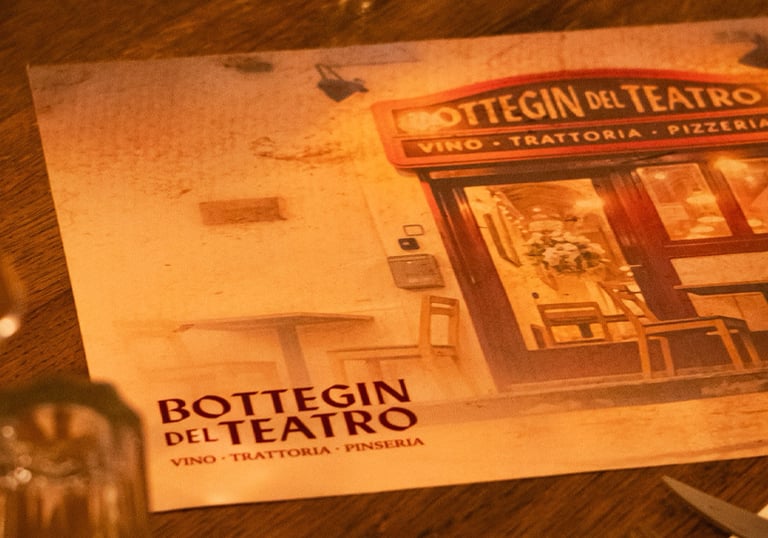 BOTTEGIN DEL TEATRO
VINO · TRATTORIA · PIZZERIA
BOTTEGIN
DEL TEATRO
VINO · TRATTORIA · PINSERIA